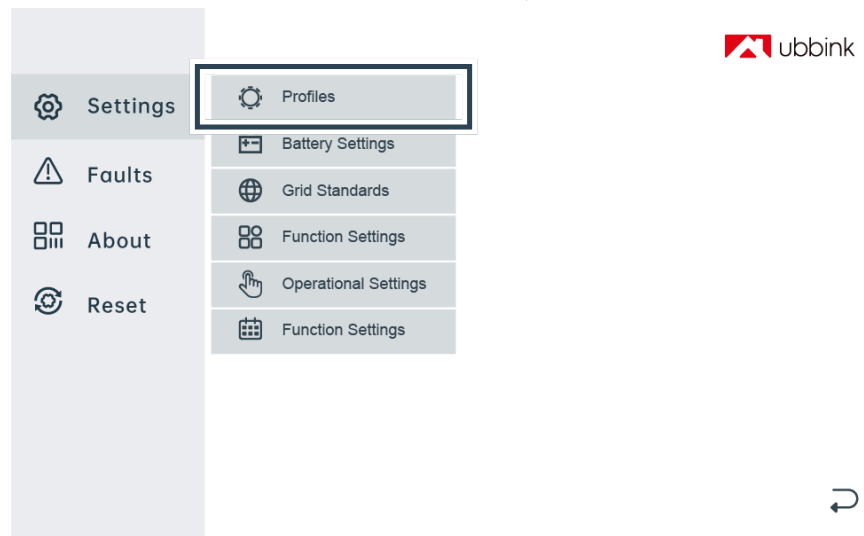 ubbink
Settings
Faults
About
Reset
Profiles
Battery Settings
Grid Standards
Function Settings
Operational Settings
Function Settings